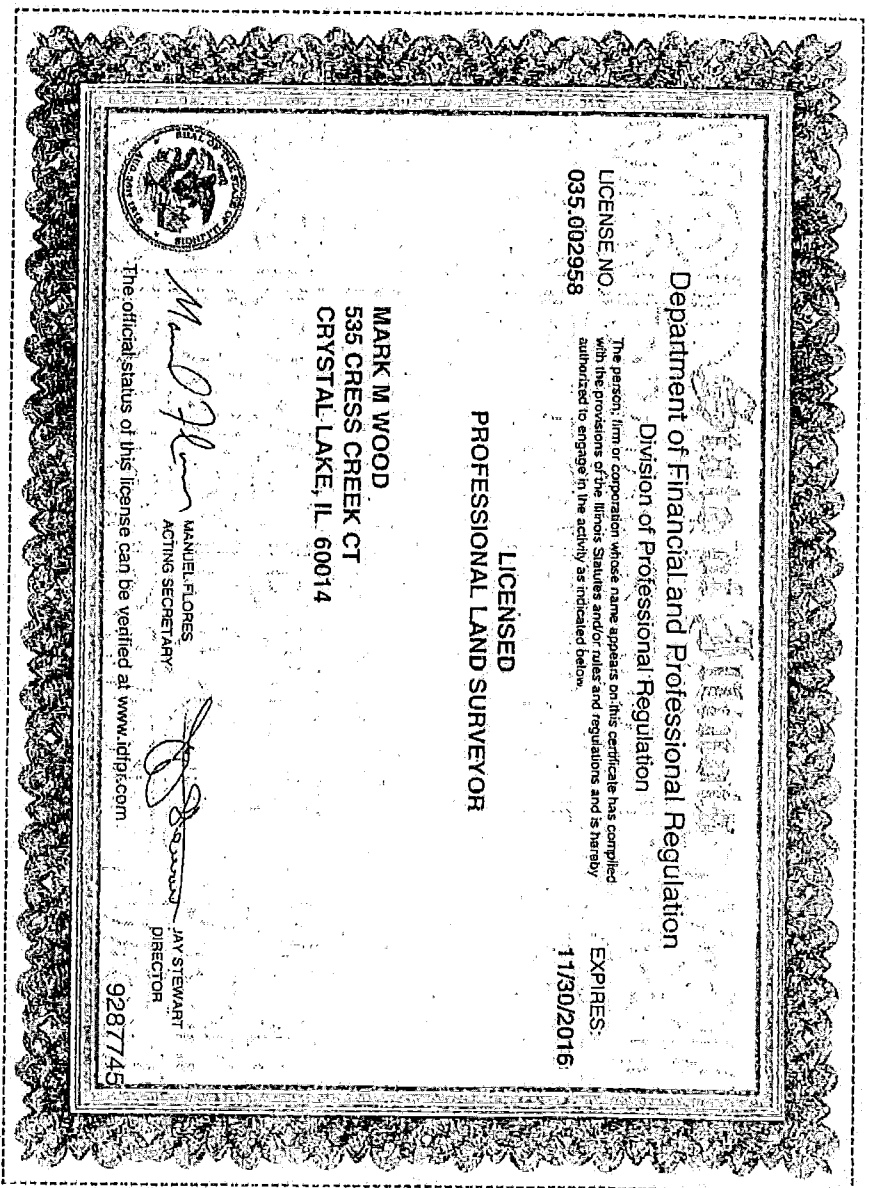 State of Illinois
Department of Financial and Professional Regulation
Division of Professional Regulation
LICENSE NO.
035.002958
The person, firm or corporation whose name appears on this certificate has complied
with the provisions of the Illinois Statutes and/or rules and regulations and is hereby
authorized to engage in the activity as indicated below.
EXPIRES:
11/30/2016
LICENSED
PROFESSIONAL LAND SURVEYOR
MARK M WOOD
535 CRESS CREEK CT
CRYSTAL LAKE, IL 60014
MANUEL FLORES
ACTING SECRETARY
JAY STEWART
DIRECTOR
The official status of this license can be verified at www.idfpr.com
9287745